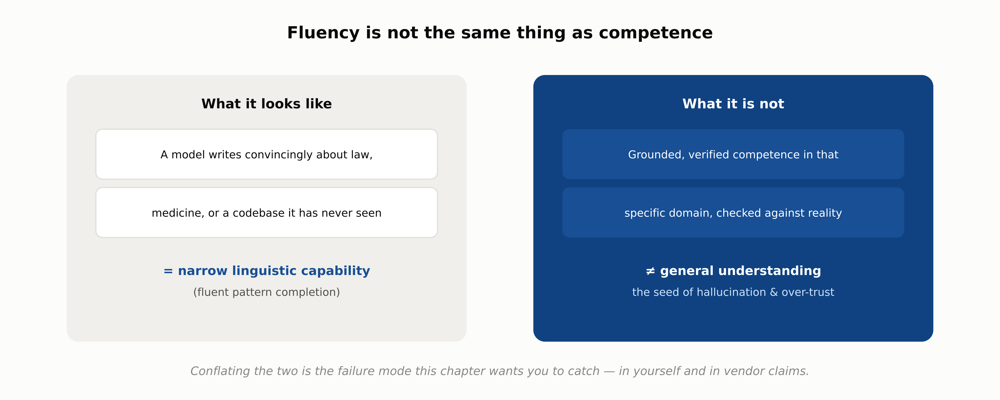 Fluency is not the same thing as competence
What it looks like
A model writes convincingly about law,
medicine, or a codebase it has never seen
= narrow linguistic capability
(fluent pattern completion)
What it is not
Grounded, verified competence in that
specific domain, checked against reality
≠ general understanding
the seed of hallucination & over-trust
Conflating the two is the failure mode this chapter wants you to catch — in yourself and in vendor claims.